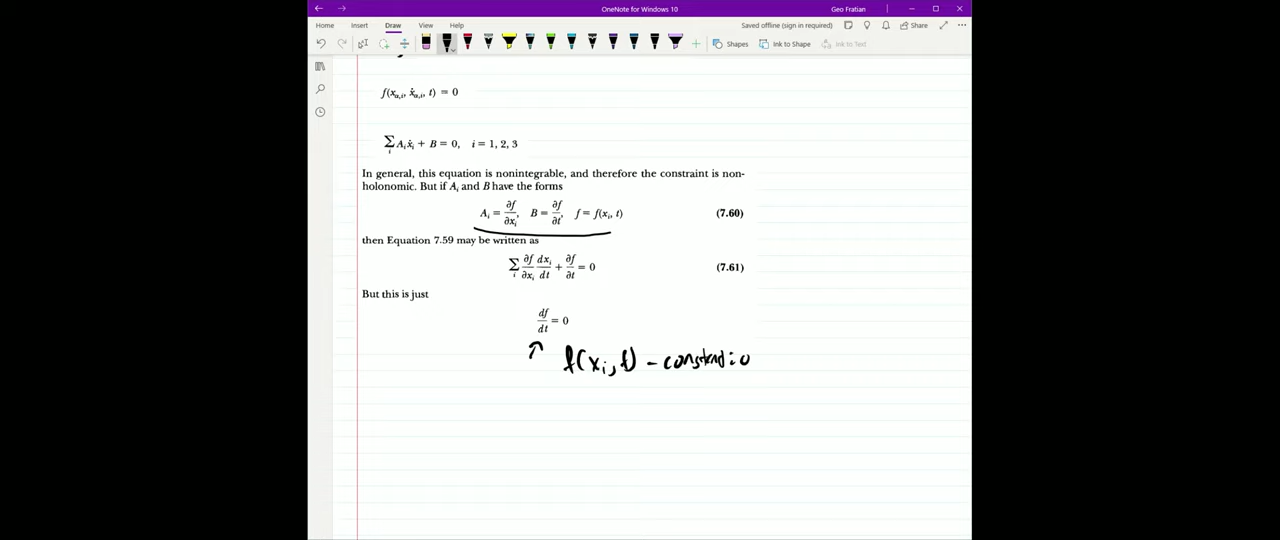 OneNote for Windows 10
Geo Fratian
Home Insert Draw View Help
Saved offline (sign in required)
Shapes Ink to Shape Ink to Text
f(xα,i, ẋα,i, t) = 0
∑i Aiẋi + B = 0, i = 1, 2, 3
In general, this equation is nonintegrable, and therefore the constraint is non-
holonomic. But if Ai and B have the forms
Ai = ∂f/∂xi, B = ∂f/∂t, f = f(xi, t) (7.60)
then Equation 7.59 may be written as
∑i ∂f/∂xi dxi/dt + ∂f/∂t = 0 (7.61)
But this is just
df/dt = 0
↑ f(xi, t) – constant = 0